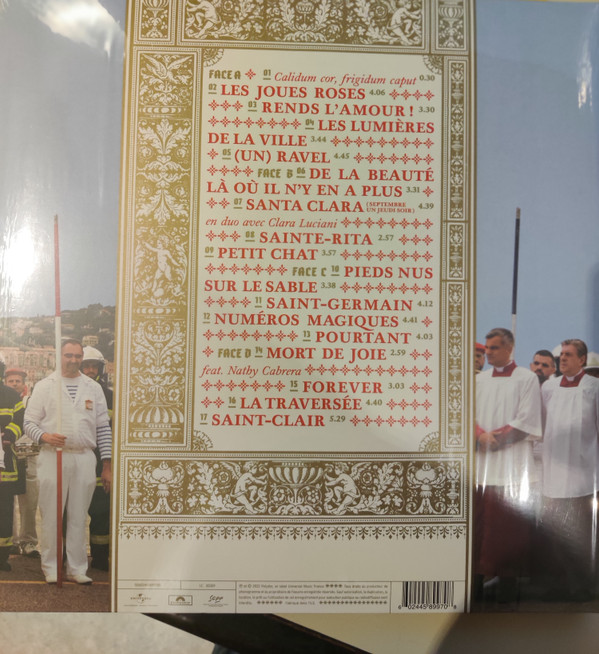 FACE A 01 Calidum cor, frigidum caput 0.30
02 LES JOUES ROSES 4.06
03 RENDS L'AMOUR ! 3.30
04 LES LUMIÈRES
DE LA VILLE 3.44
05 (UN) RAVEL 4.45
FACE B 06 DE LA BEAUTÉ
LÀ OÙ IL N'Y EN A PLUS 3.31
07 SANTA CLARA (SEPTEMBRE UN JEUDI SOIR) 4.39
en duo avec Clara Luciani
08 SAINTE-RITA 2.57
09 PETIT CHAT 3.57
FACE C 10 PIEDS NUS
SUR LE SABLE 3.38
11 SAINT-GERMAIN 4.12
12 NUMÉROS MAGIQUES 4.41
13 POURTANT 4.03
FACE D 14 MORT DE JOIE 2.59
feat. Nathy Cabrera
15 FOREVER 3.03
16 LA TRAVERSÉE 4.40
17 SAINT-CLAIR 5.29